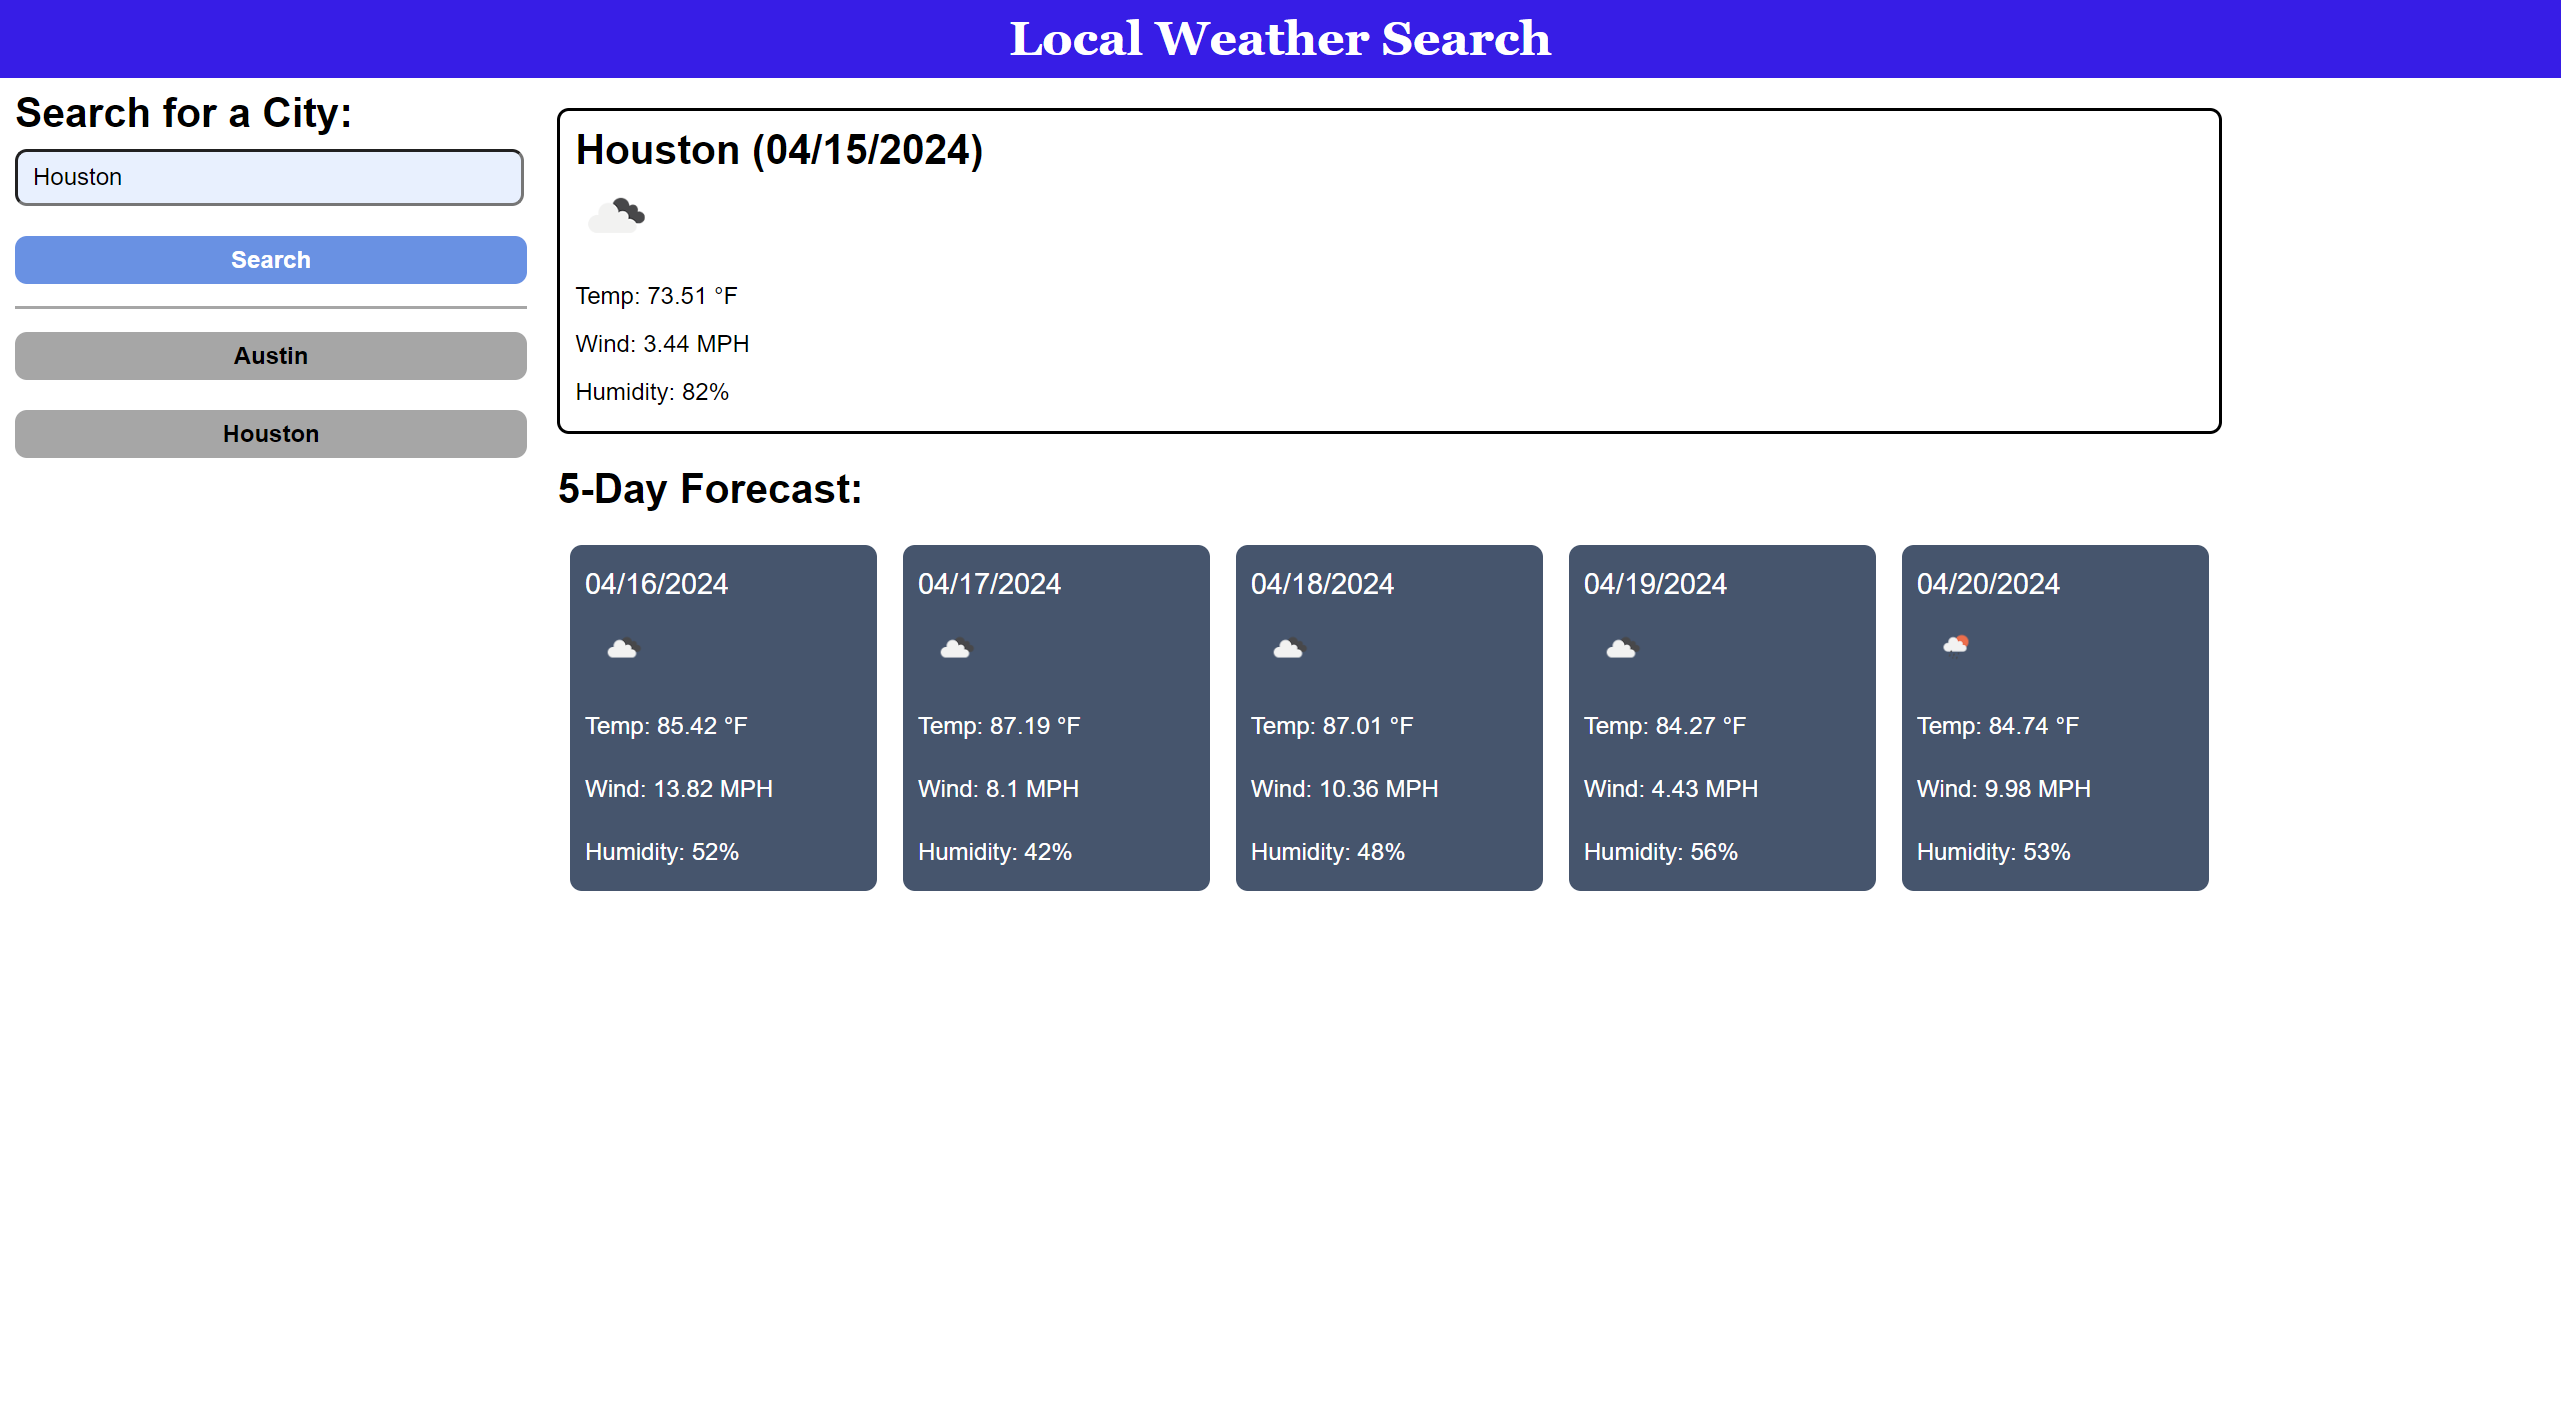 Local Weather Search
Search for a City:
Houston
Search
Austin
Houston
Houston (04/15/2024)
Temp: 73.51 °F
Wind: 3.44 MPH
Humidity: 82%
5-Day Forecast:
04/16/2024
Temp: 85.42 °F
Wind: 13.82 MPH
Humidity: 52%
04/17/2024
Temp: 87.19 °F
Wind: 8.1 MPH
Humidity: 42%
04/18/2024
Temp: 87.01 °F
Wind: 10.36 MPH
Humidity: 48%
04/19/2024
Temp: 84.27 °F
Wind: 4.43 MPH
Humidity: 56%
04/20/2024
Temp: 84.74 °F
Wind: 9.98 MPH
Humidity: 53%